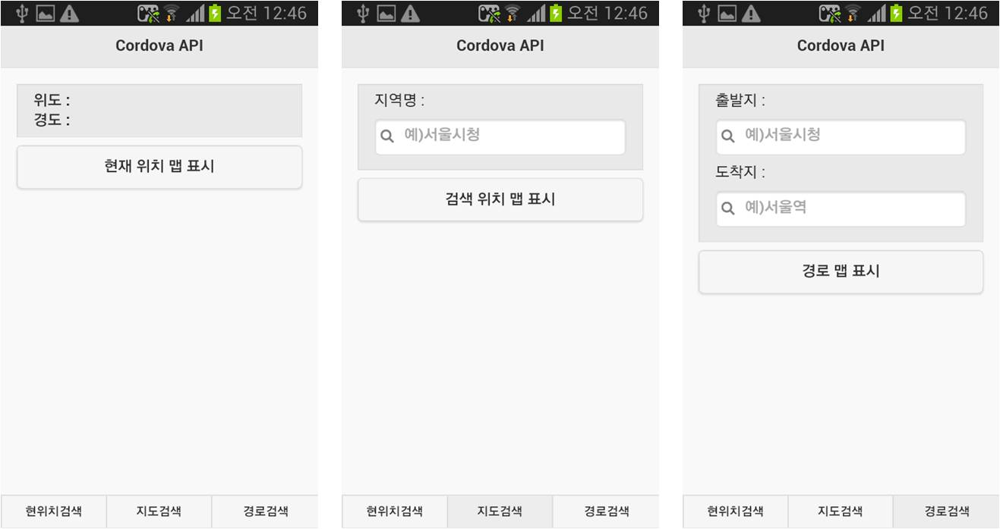 오전 12:46
Cordova API
위도 :
경도 :
현재 위치 맵 표시
현위치검색
지도검색
경로검색
오전 12:46
Cordova API
지역명 :
예)서울시청
검색 위치 맵 표시
현위치검색
지도검색
경로검색
오전 12:46
Cordova API
출발지 :
예)서울시청
도착지 :
예)서울역
경로 맵 표시
현위치검색
지도검색
경로검색